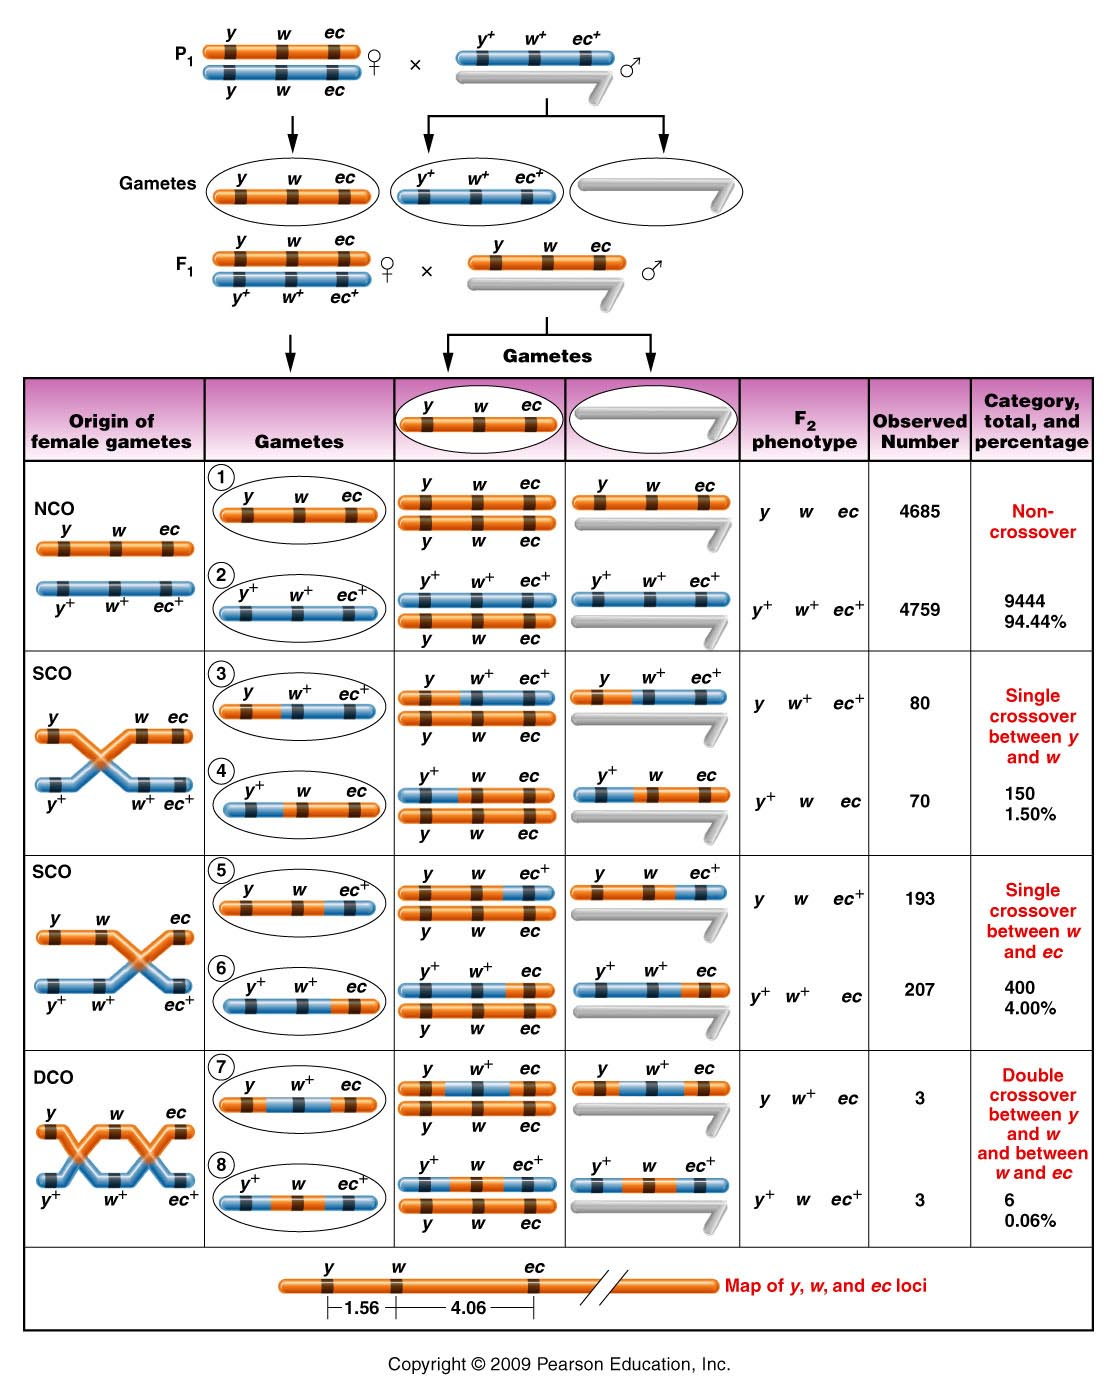 y w ec
P1 ♀ × y+ w+ ec+ ♂
y w ec
Gametes
y w ec
y+ w+ ec+
y w ec
F1 ♀ × y w ec ♂
y+ w+ ec+
Gametes
Origin of
female gametes
Gametes
y w ec
F2
phenotype
Observed
Number
Category,
total, and
percentage
NCO
y w ec
y+ w+ ec+
1
y w ec
y w ec
y w ec
y w ec
y w ec
4685
Non-
crossover
2
y+ w+ ec+
y+ w+ ec+
y w ec
y+ w+ ec+
y+ w+ ec+
4759
9444
94.44%
SCO
y w ec
y+ w+ ec+
3
y w+ ec+
y w+ ec+
y w ec
y w+ ec+
y w+ ec+
80
Single
crossover
between y
and w
4
y+ w ec
y+ w ec
y w ec
y+ w ec
y+ w ec
70
150
1.50%
SCO
y w ec
y+ w+ ec+
5
y w ec+
y w ec+
y w ec
y w ec+
y w ec+
193
Single
crossover
between w
and ec
6
y+ w+ ec
y+ w+ ec
y w ec
y+ w+ ec
y+ w+ ec
207
400
4.00%
DCO
y w ec
y+ w+ ec+
7
y w+ ec
y w+ ec
y w ec
y w+ ec
y w+ ec
3
Double
crossover
between y
and w
and between
w and ec
8
y+ w ec+
y+ w ec+
y w ec
y+ w ec+
y+ w ec+
3
6
0.06%
y w ec
Map of y, w, and ec loci
1.56 4.06
Copyright © 2009 Pearson Education, Inc.